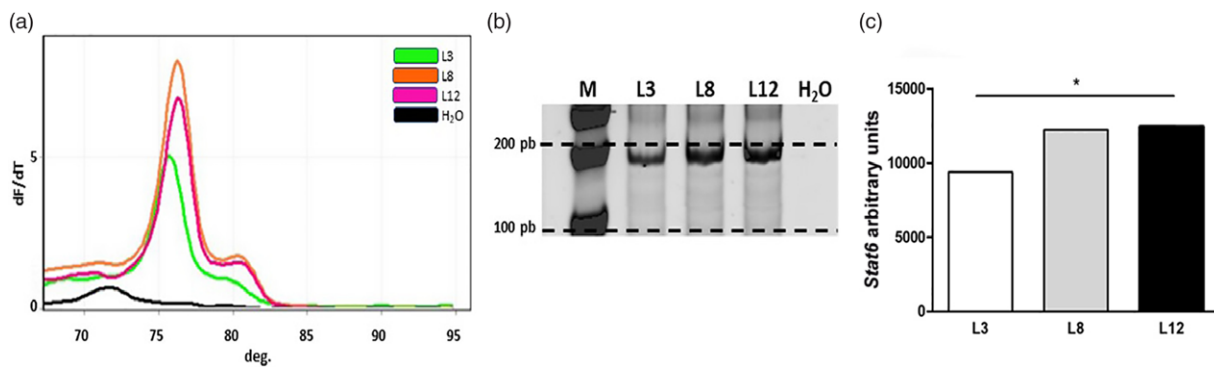 (a)
L3
L8
L12
H₂O
dF/dT
5
0
70 75 80 85 90 95
deg.
(b)
M L3 L8 L12 H₂O
200 pb
100 pb
(c)
*
Stat6 arbitrary units
15000
10000
5000
0
L3 L8 L12